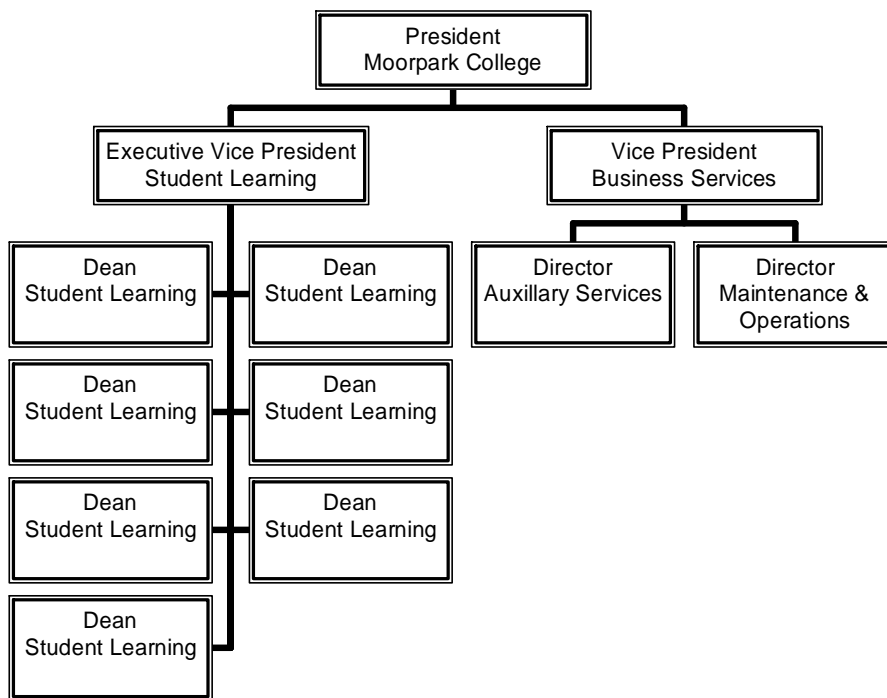 President
Moorpark College
Executive Vice President
Student Learning
Vice President
Business Services
Dean
Student Learning
Dean
Student Learning
Director
Auxillary Services
Director
Maintenance &
Operations
Dean
Student Learning
Dean
Student Learning
Dean
Student Learning
Dean
Student Learning
Dean
Student Learning